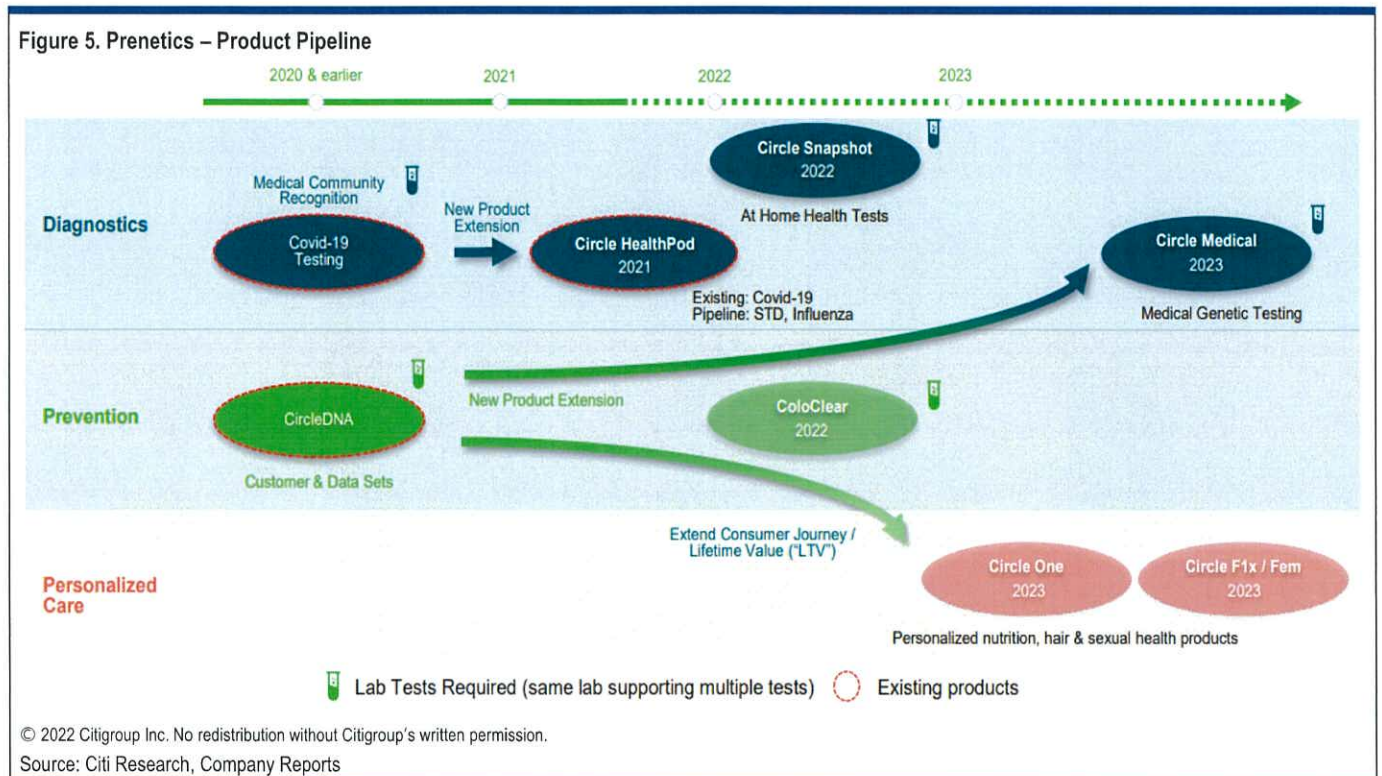 Figure 5. Prenetics – Product Pipeline
2020 & earlier
2021
2022
2023
Diagnostics
Medical Community
Recognition
Covid-19
Testing
New Product
Extension
Circle HealthPod
2021
Existing: Covid-19
Pipeline: STD, Influenza
Circle Snapshot
2022
At Home Health Tests
Circle Medical
2023
Medical Genetic Testing
Prevention
CircleDNA
Customer & Data Sets
New Product Extension
ColoClear
2022
Extend Consumer Journey /
Lifetime Value ("LTV")
Personalized
Care
Circle One
2023
Circle F1x / Fem
2023
Personalized nutrition, hair & sexual health products
Lab Tests Required (same lab supporting multiple tests)
Existing products
© 2022 Citigroup Inc. No redistribution without Citigroup's written permission.
Source: Citi Research, Company Reports